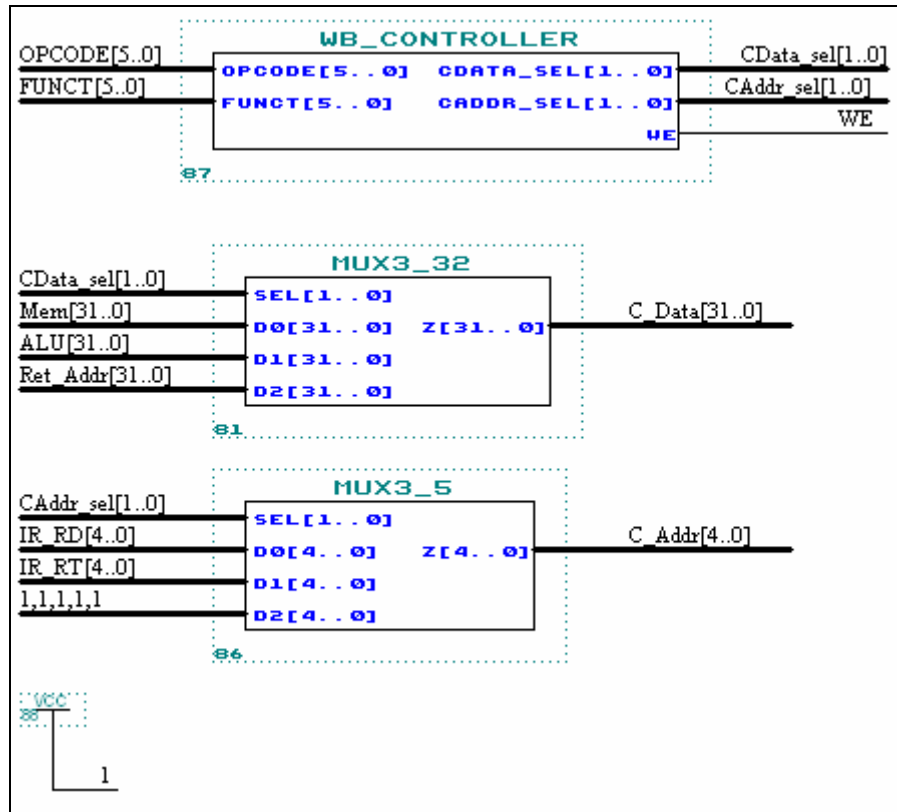 WB_CONTROLLER
OPCODE[5..0] OPCODE[5..0] CDATA_SEL[1..0] CData_sel[1..0]
FUNCT[5..0] FUNCT[5..0] CADDR_SEL[1..0] CAddr_sel[1..0]
WE WE
87
MUX3_32
CData_sel[1..0] SEL[1..0]
Mem[31..0] D0[31..0] Z[31..0] C_Data[31..0]
ALU[31..0] D1[31..0]
Ret_Addr[31..0] D2[31..0]
81
MUX3_5
CAddr_sel[1..0] SEL[1..0]
IR_RD[4..0] D0[4..0] Z[4..0] C_Addr[4..0]
IR_RT[4..0] D1[4..0]
1,1,1,1,1 D2[4..0]
86
VCC
88
1